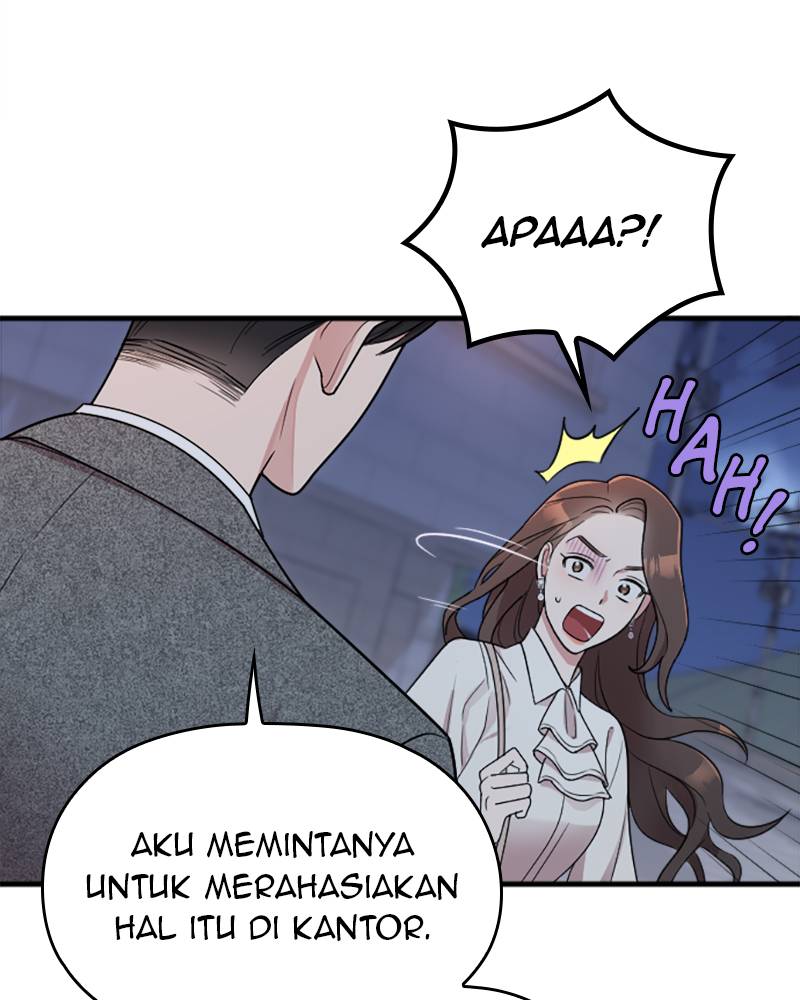 APAAA?!
HAH!
AKU MEMINTANYA
UNTUK MERAHASIAKAN
HAL ITU DI KANTOR.